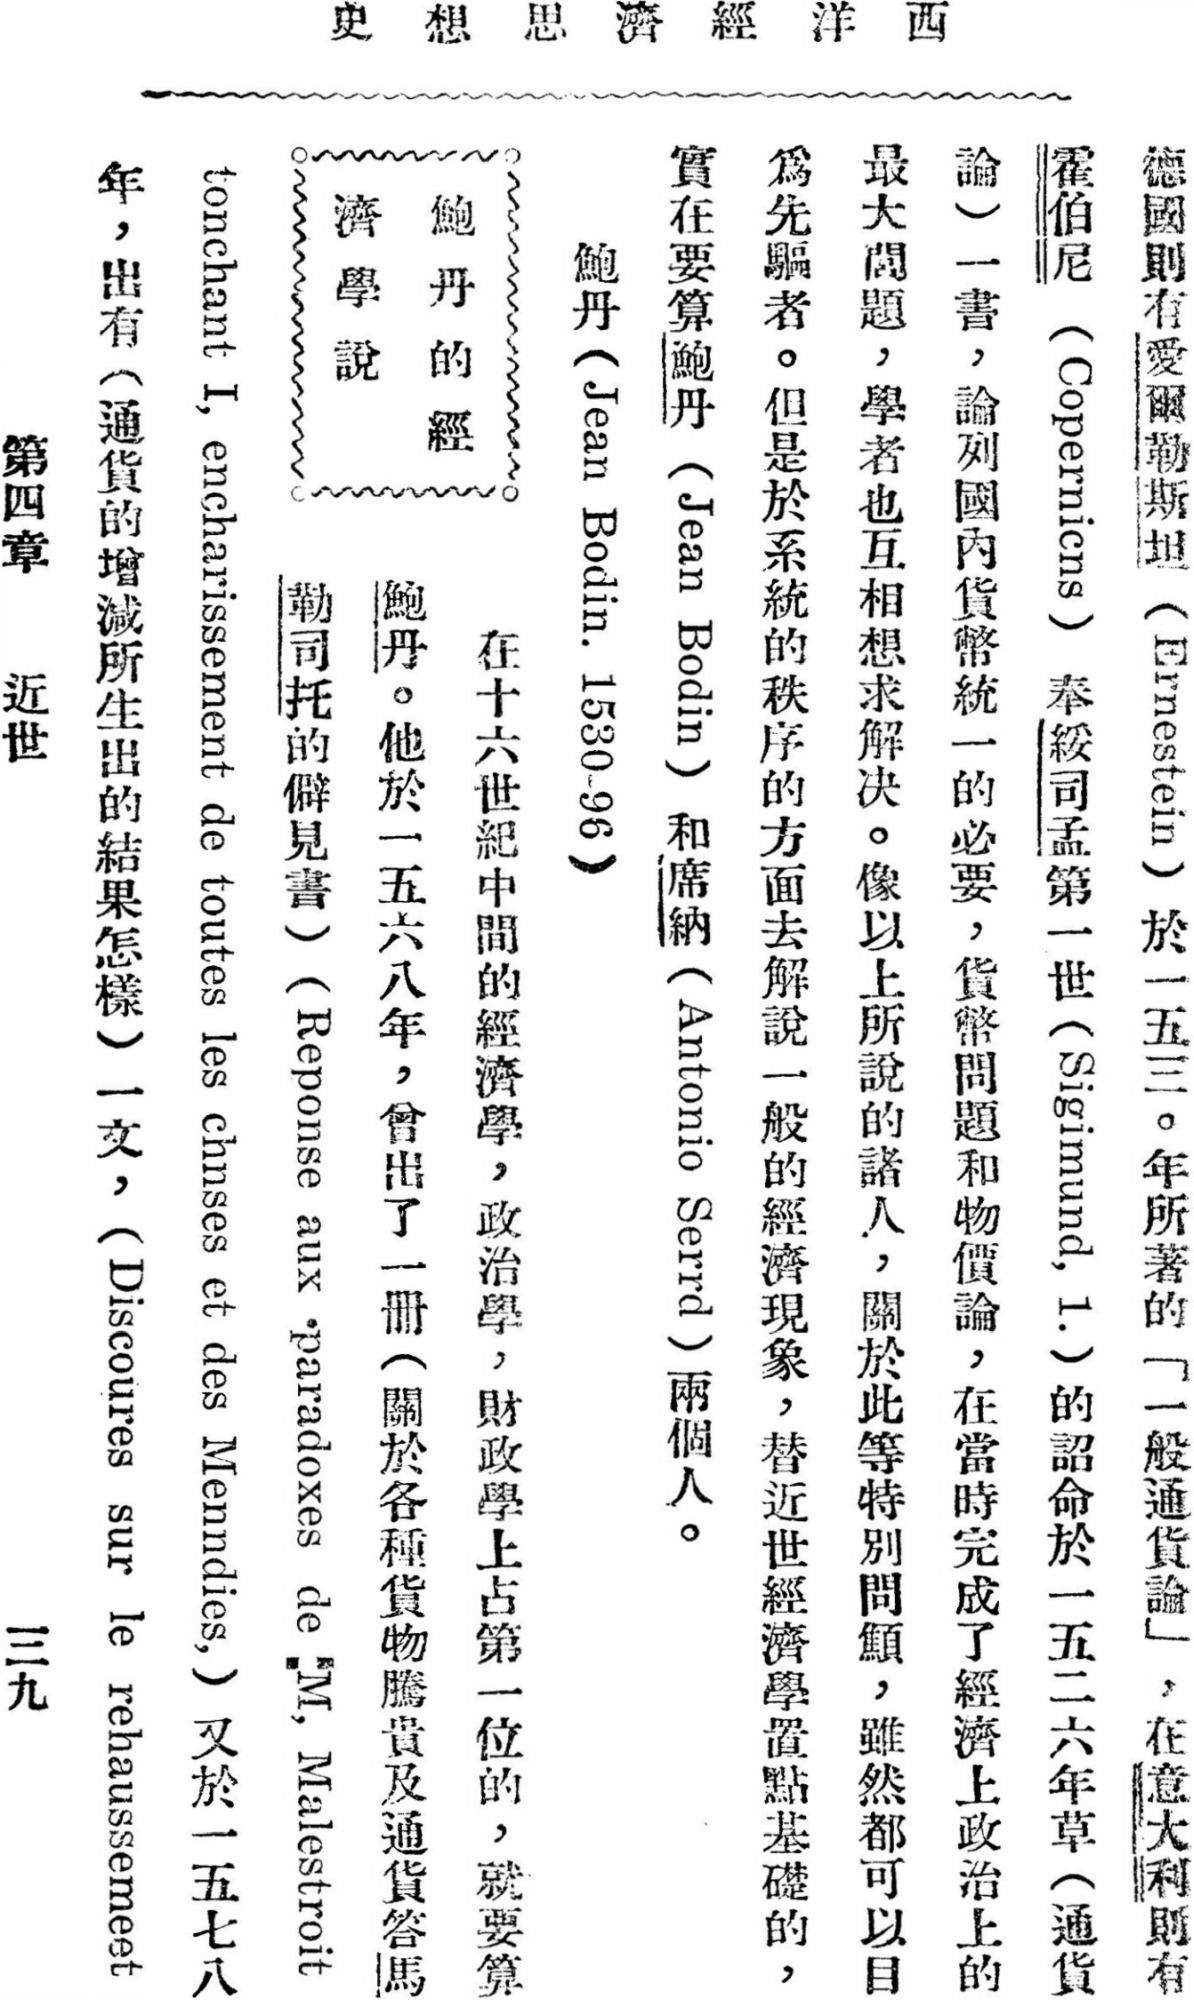 西洋經濟思想史
德國則有愛爾勒斯坦（Ernestein）於一五三〇年所著的「一般通貨論」，在意大利則有
霍伯尼（Copernicns）奉綏司孟第一世（Sigimund, 1.）的詔命於一五二六年草（通貨
論）一書，論列國內貨幣統一的必要，貨幣問題和物價論，在當時完成了經濟上政治上的
最大問題，學者也互相想求解決。像以上所說的諸人，關於此等特別問題，雖然都可以目
爲先驅者。但是於系統的秩序的方面去解說一般的經濟現象，替近世經濟學置點基礎的，
實在要算鮑丹（Jean Bodin）和席納（Antonio Serrd）兩個人。
鮑丹（Jean Bodin. 1530-96）
鮑丹的經
濟學說
在十六世紀中間的經濟學，政治學，財政學上占第一位的，就要算
鮑丹。他於一五六八年，曾出了一冊（關於各種貨物騰貴及通貨答馬
勒司托的僻見書）（Reponse aux paradoxes de M, Malestroit
tonchant I, encharissement de toutes les chnses et des Menndies,）又於一五七八
年，出有（通貨的增減所生出的結果怎樣）一文，（Discoures sur le rehaussemeet
第四章 近世
三九